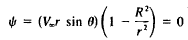 ψ = (V∞r sin θ)(1 − R²/r²) = 0